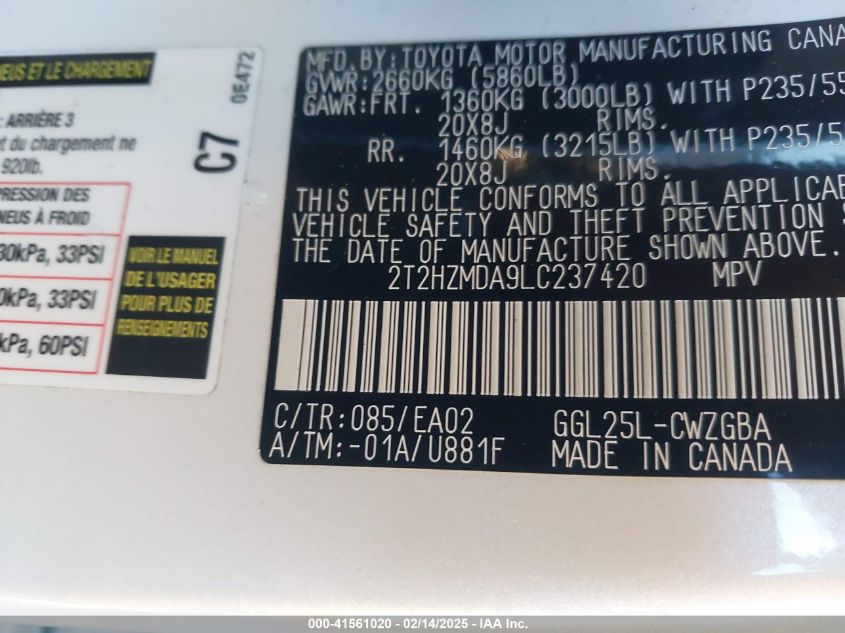 NEUS ET LE CHARGEMENT
: ARRIÈRE 3
t du chargement ne
920lb.
PRESSION DES
NEUS À FROID
30kPa, 33PSI
0kPa, 33PSI
kPa, 60PSI
VOIR LE MANUEL
DE L'USAGER
POUR PLUS DE
RENSEIGNEMENTS
C7
0E472
MFD. BY: TOYOTA MOTOR MANUFACTURING CANA
GVWR: 2660KG (5860LB)
GAWR: FRT. 1360KG (3000LB) WITH P235/55
20X8J RIMS.
RR. 1460KG (3215LB) WITH P235/5
20X8J RIMS.
THIS VEHICLE CONFORMS TO ALL APPLICAB
VEHICLE SAFETY AND THEFT PREVENTION S
THE DATE OF MANUFACTURE SHOWN ABOVE.
2T2HZMDA9LC237420 MPV
C/TR: 085/EA02 GGL25L-CWZGBA
A/TM: -01A/U881F MADE IN CANADA
000-41561020 - 02/14/2025 - IAA Inc.